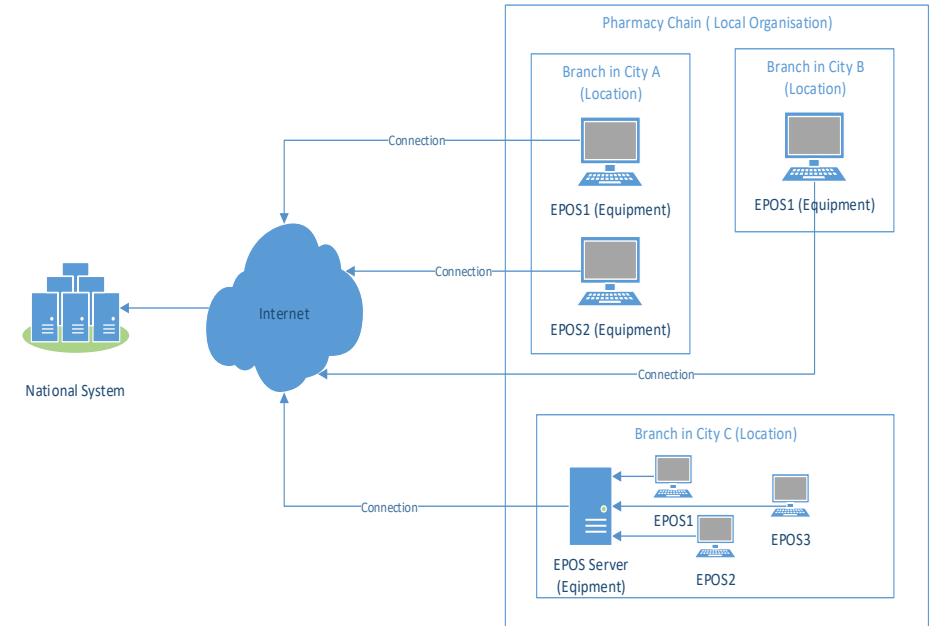 Pharmacy Chain ( Local Organisation)
Branch in City A
(Location)
Branch in City B
(Location)
Connection
EPOS1 (Equipment)
EPOS1 (Equipment)
Connection
Internet
EPOS2 (Equipment)
Connection
National System
Branch in City C (Location)
Connection
EPOS1
EPOS3
EPOS Server
(Eqipment)
EPOS2